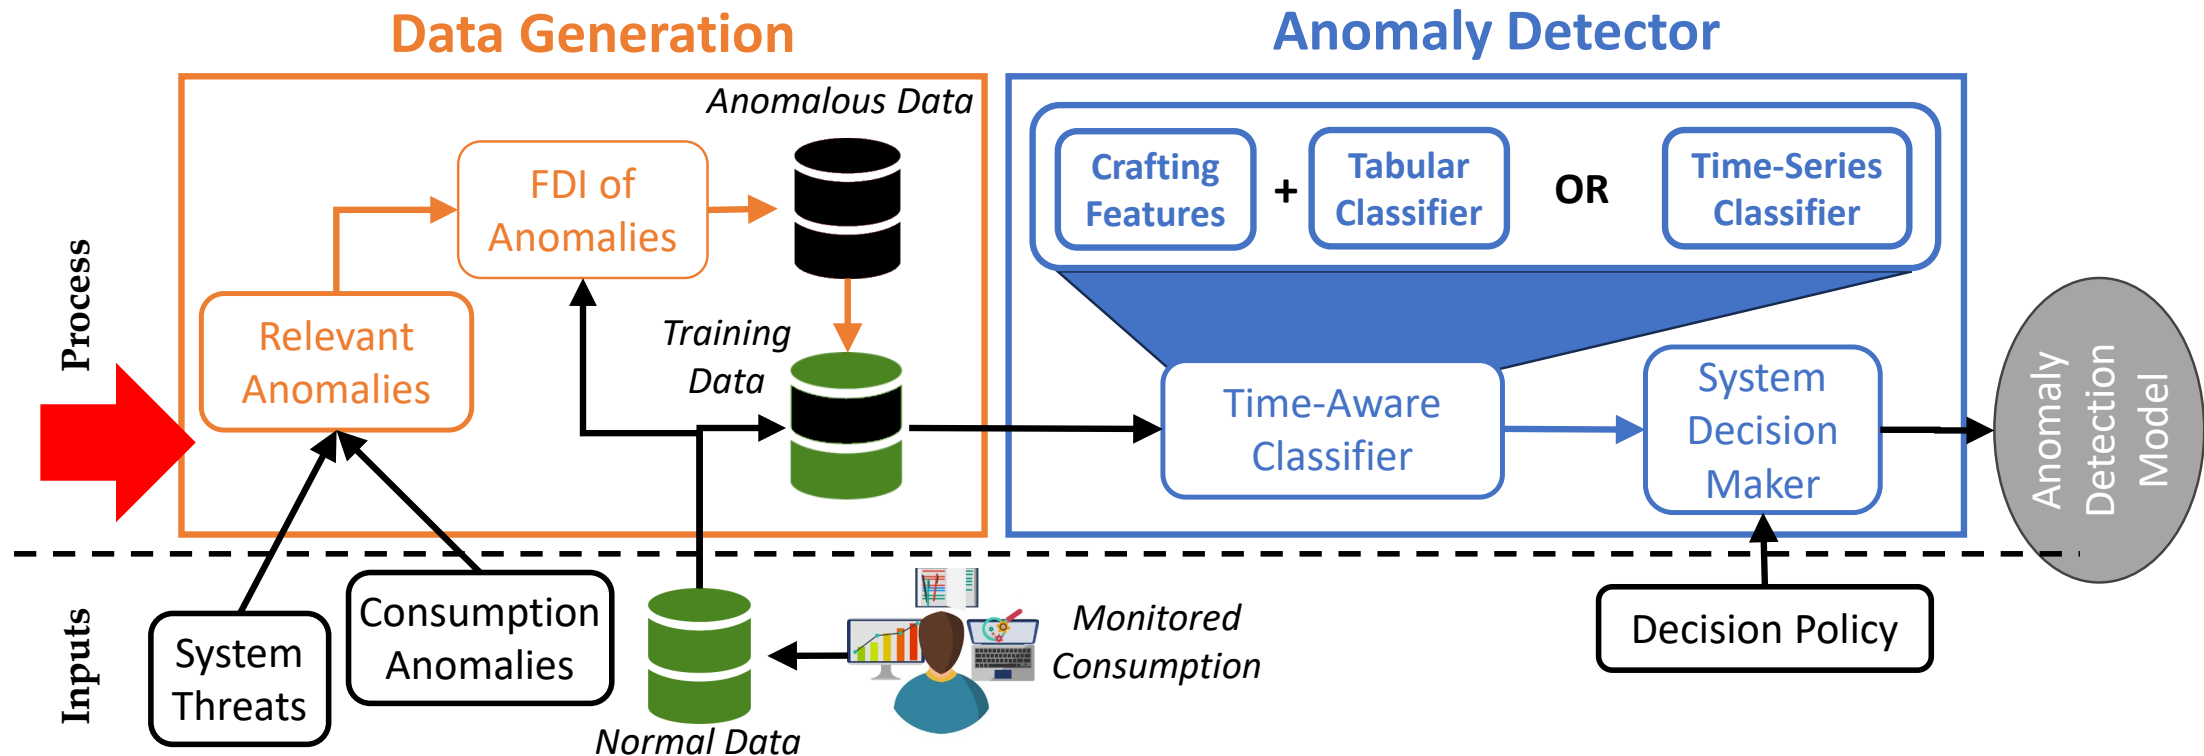 Data Generation
Anomaly Detector
Process
Anomalous Data
FDI of
Anomalies
Relevant
Anomalies
Training
Data
Crafting
Features
+
Tabular
Classifier
OR
Time-Series
Classifier
Time-Aware
Classifier
System
Decision
Maker
Anomaly
Detection
Model
Inputs
System
Threats
Consumption
Anomalies
Normal Data
Monitored
Consumption
Decision Policy